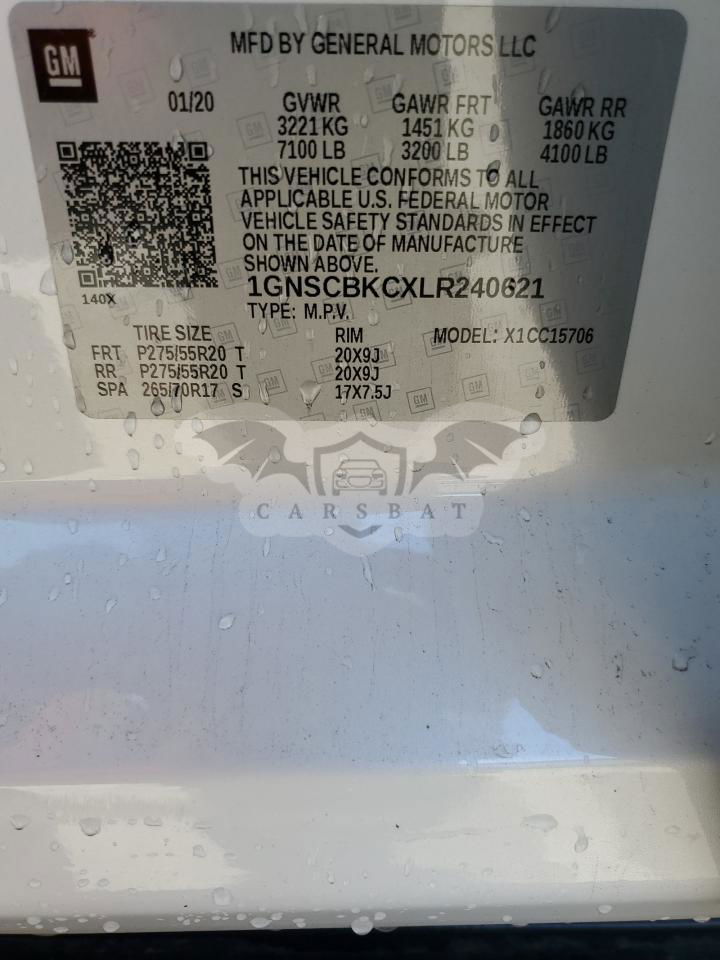 GM
MFD BY GENERAL MOTORS LLC
01/20 GVWR GAWR FRT GAWR RR
3221 KG 1451 KG 1860 KG
7100 LB 3200 LB 4100 LB
THIS VEHICLE CONFORMS TO ALL
APPLICABLE U.S. FEDERAL MOTOR
VEHICLE SAFETY STANDARDS IN EFFECT
ON THE DATE OF MANUFACTURE
SHOWN ABOVE.
140X
1GNSCBKCXLR240621
TYPE: M.P.V.
TIRE SIZE RIM MODEL: X1CC15706
FRT P275/55R20 T 20X9J
RR P275/55R20 T 20X9J
SPA 265/70R17 S 17X7.5J
CARSBAT